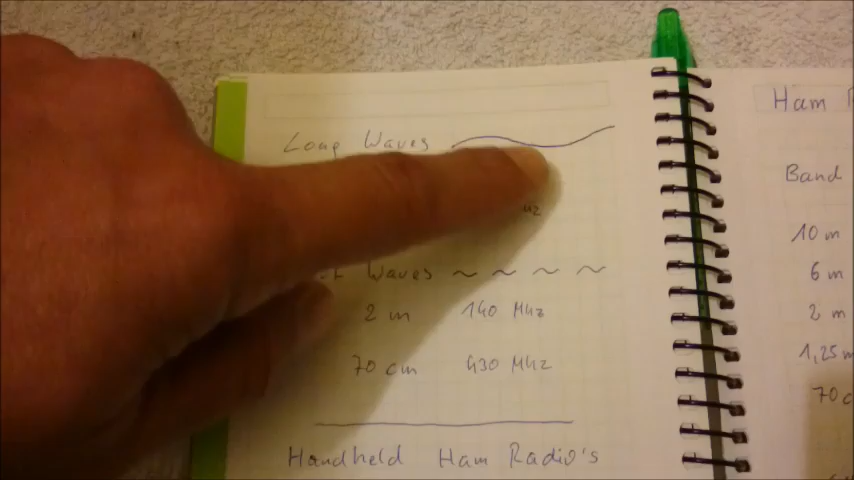 Long Waves
Hz
Waves
2 m 140 Mhz
70 cm 430 Mhz
Handheld Ham Radio's
Ham
Band
10 m
6 m
2 m
1,25
70